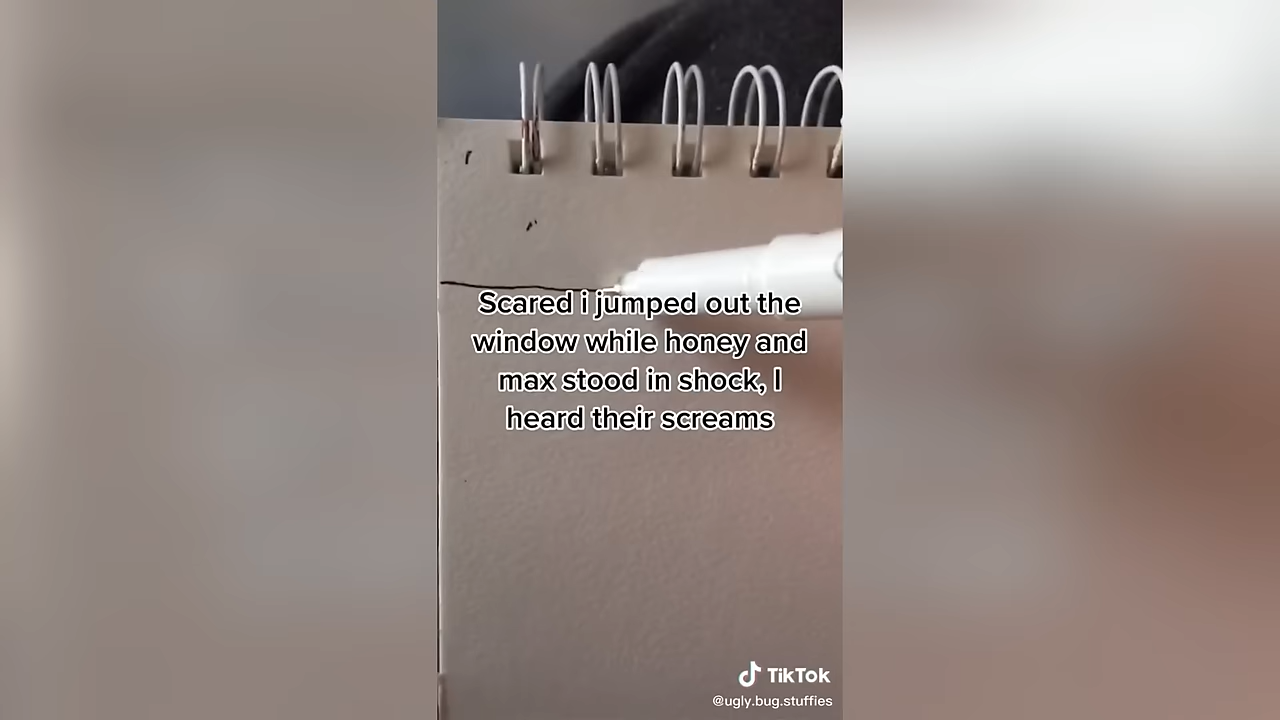 Scared i jumped out the
window while honey and
max stood in shock, I
heard their screams
TikTok
@ugly.bug.stuffies